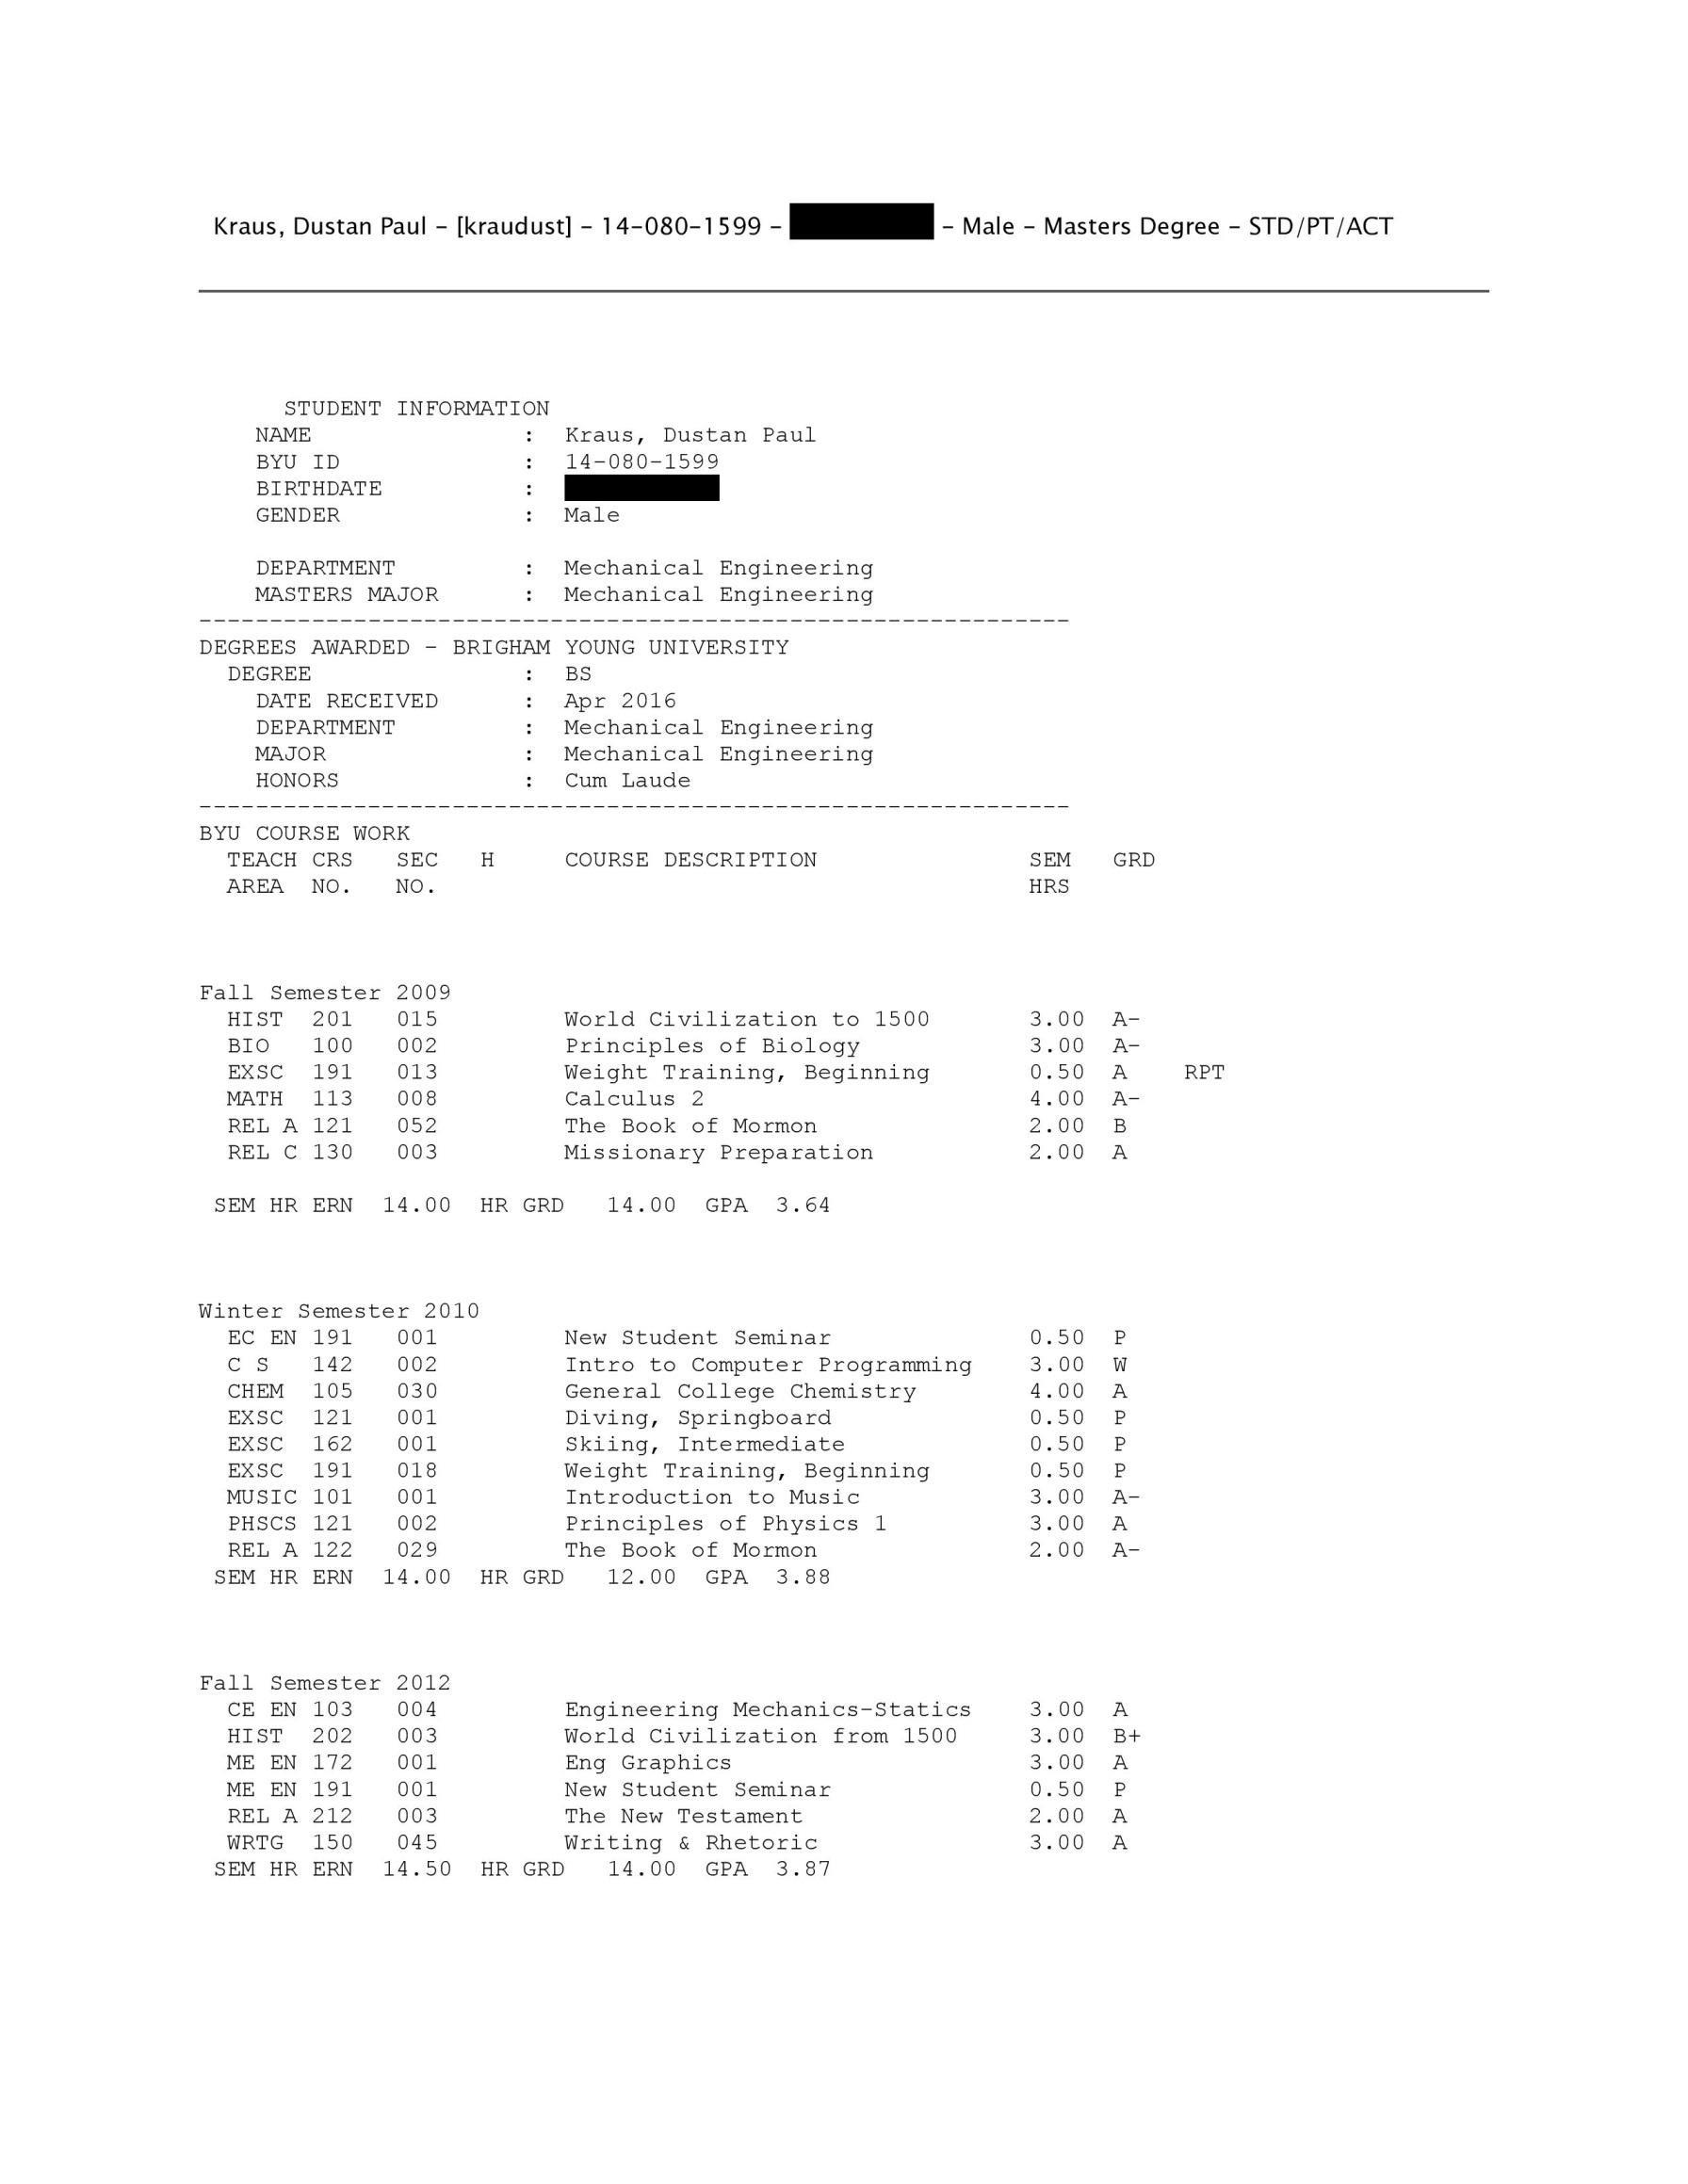 Kraus, Dustan Paul – [kraudust] – 14-080-1599 – – Male – Masters Degree – STD/PT/ACT
STUDENT INFORMATION
NAME : Kraus, Dustan Paul
BYU ID : 14-080-1599
BIRTHDATE :
GENDER : Male
DEPARTMENT : Mechanical Engineering
MASTERS MAJOR : Mechanical Engineering
--------------------------------------------------------------
DEGREES AWARDED - BRIGHAM YOUNG UNIVERSITY
DEGREE : BS
DATE RECEIVED : Apr 2016
DEPARTMENT : Mechanical Engineering
MAJOR : Mechanical Engineering
HONORS : Cum Laude
--------------------------------------------------------------
BYU COURSE WORK
TEACH CRS SEC H COURSE DESCRIPTION SEM GRD
AREA NO. NO. HRS
Fall Semester 2009
HIST 201 015 World Civilization to 1500 3.00 A-
BIO 100 002 Principles of Biology 3.00 A-
EXSC 191 013 Weight Training, Beginning 0.50 A RPT
MATH 113 008 Calculus 2 4.00 A-
REL A 121 052 The Book of Mormon 2.00 B
REL C 130 003 Missionary Preparation 2.00 A
SEM HR ERN 14.00 HR GRD 14.00 GPA 3.64
Winter Semester 2010
EC EN 191 001 New Student Seminar 0.50 P
C S 142 002 Intro to Computer Programming 3.00 W
CHEM 105 030 General College Chemistry 4.00 A
EXSC 121 001 Diving, Springboard 0.50 P
EXSC 162 001 Skiing, Intermediate 0.50 P
EXSC 191 018 Weight Training, Beginning 0.50 P
MUSIC 101 001 Introduction to Music 3.00 A-
PHSCS 121 002 Principles of Physics 1 3.00 A
REL A 122 029 The Book of Mormon 2.00 A-
SEM HR ERN 14.00 HR GRD 12.00 GPA 3.88
Fall Semester 2012
CE EN 103 004 Engineering Mechanics-Statics 3.00 A
HIST 202 003 World Civilization from 1500 3.00 B+
ME EN 172 001 Eng Graphics 3.00 A
ME EN 191 001 New Student Seminar 0.50 P
REL A 212 003 The New Testament 2.00 A
WRTG 150 045 Writing & Rhetoric 3.00 A
SEM HR ERN 14.50 HR GRD 14.00 GPA 3.87